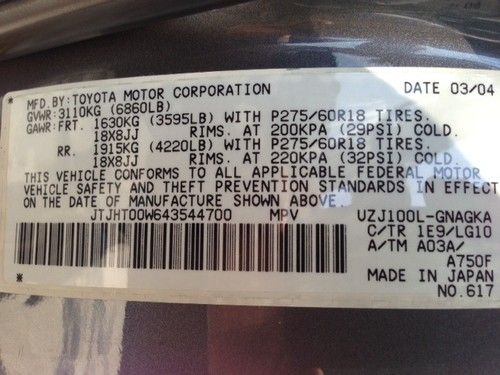 MFD.BY:TOYOTA MOTOR CORPORATION DATE 03/04
GVWR:3110KG (6860LB)
GAWR:FRT. 1630KG (3595LB) WITH P275/60R18 TIRES.
18X8JJ RIMS. AT 200KPA (29PSI) COLD.
RR. 1915KG (4220LB) WITH P275/60R18 TIRES.
18X8JJ RIMS. AT 220KPA (32PSI) COLD.
THIS VEHICLE CONFORMS TO ALL APPLICABLE FEDERAL MOTOR
VEHICLE SAFETY AND THEFT PREVENTION STANDARDS IN EFFECT
ON THE DATE OF MANUFACTURE SHOWN ABOVE.
JTJHT00W643544700 MPV UZJ100L-GNAGKA
C/TR 1E9/LG10
A/TM A03A/
A750F
MADE IN JAPAN
* NO.617